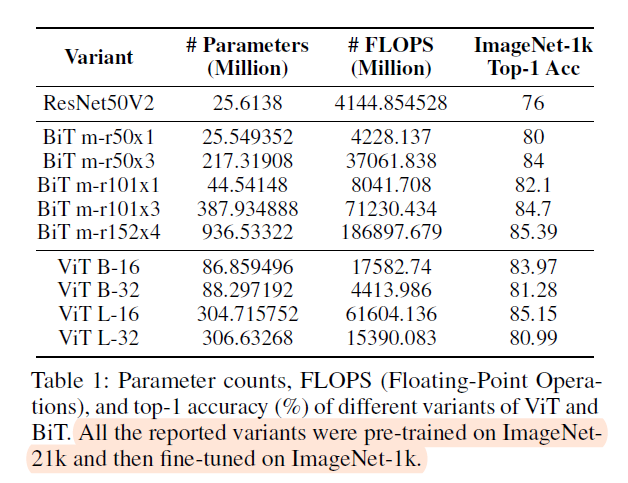 Variant # Parameters (Million) # FLOPS (Million) ImageNet-1k Top-1 Acc
ResNet50V2 25.6138 4144.854528 76
BiT m-r50x1 25.549352 4228.137 80
BiT m-r50x3 217.31908 37061.838 84
BiT m-r101x1 44.54148 8041.708 82.1
BiT m-r101x3 387.934888 71230.434 84.7
BiT m-r152x4 936.53322 186897.679 85.39
ViT B-16 86.859496 17582.74 83.97
ViT B-32 88.297192 4413.986 81.28
ViT L-16 304.715752 61604.136 85.15
ViT L-32 306.63268 15390.083 80.99
Table 1: Parameter counts, FLOPS (Floating-Point Opera-
tions), and top-1 accuracy (%) of different variants of ViT and
BiT. All the reported variants were pre-trained on ImageNet-
21k and then fine-tuned on ImageNet-1k.